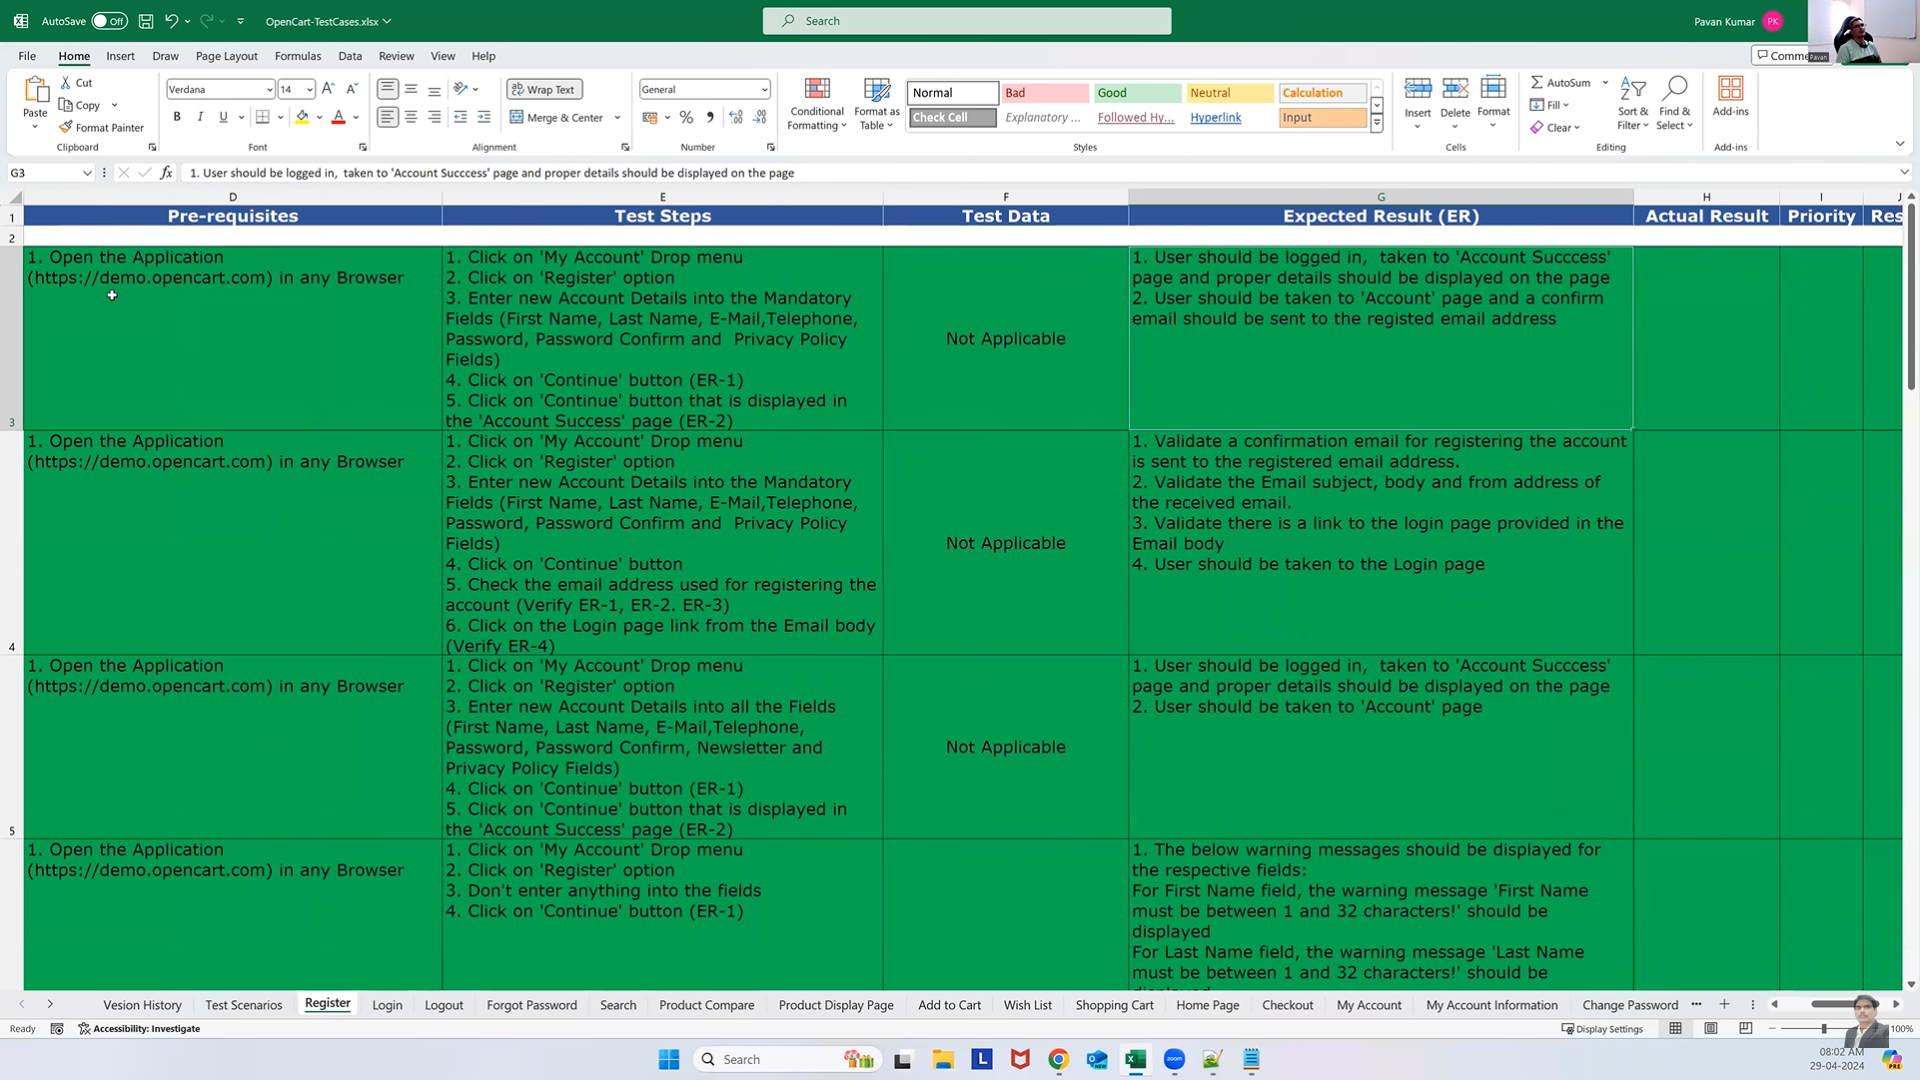 AutoSave Off OpenCart-TestCases.xlsx Search Pavan Kumar PK
File Home Insert Draw Page Layout Formulas Data Review View Help Comme Pavan
Paste Cut Copy Format Painter Clipboard
Verdana 14 B I U A Font
Wrap Text Merge & Center Alignment
General % Number
Conditional Formatting Format as Table Normal Bad Good Neutral Calculation
Check Cell Explanatory ... Followed Hy... Hyperlink Input Styles
Insert Delete Format Cells
AutoSum Fill Clear Sort & Filter Find & Select Editing
Add-ins Add-ins
G3 fx 1. User should be logged in, taken to 'Account Succcess' page and proper details should be displayed on the page
D E F G H I J
1 Pre-requisites Test Steps Test Data Expected Result (ER) Actual Result Priority Res
2
3
1. Open the Application
(https://demo.opencart.com) in any Browser
1. Click on 'My Account' Drop menu
2. Click on 'Register' option
3. Enter new Account Details into the Mandatory
Fields (First Name, Last Name, E-Mail,Telephone,
Password, Password Confirm and  Privacy Policy
Fields)
4. Click on 'Continue' button (ER-1)
5. Click on 'Continue' button that is displayed in
the 'Account Success' page (ER-2)
Not Applicable
1. User should be logged in,  taken to 'Account Succcess'
page and proper details should be displayed on the page
2. User should be taken to 'Account' page and a confirm
email should be sent to the registed email address
4
1. Open the Application
(https://demo.opencart.com) in any Browser
1. Click on 'My Account' Drop menu
2. Click on 'Register' option
3. Enter new Account Details into the Mandatory
Fields (First Name, Last Name, E-Mail,Telephone,
Password, Password Confirm and  Privacy Policy
Fields)
4. Click on 'Continue' button
5. Check the email address used for registering the
account (Verify ER-1, ER-2. ER-3)
6. Click on the Login page link from the Email body
(Verify ER-4)
Not Applicable
1. Validate a confirmation email for registering the account
is sent to the registered email address.
2. Validate the Email subject, body and from address of
the received email.
3. Validate there is a link to the login page provided in the
Email body
4. User should be taken to the Login page
5
1. Open the Application
(https://demo.opencart.com) in any Browser
1. Click on 'My Account' Drop menu
2. Click on 'Register' option
3. Enter new Account Details into all the Fields
(First Name, Last Name, E-Mail,Telephone,
Password, Password Confirm, Newsletter and
Privacy Policy Fields)
4. Click on 'Continue' button (ER-1)
5. Click on 'Continue' button that is displayed in
the 'Account Success' page (ER-2)
Not Applicable
1. User should be logged in,  taken to 'Account Succcess'
page and proper details should be displayed on the page
2. User should be taken to 'Account' page
1. Open the Application
(https://demo.opencart.com) in any Browser
1. Click on 'My Account' Drop menu
2. Click on 'Register' option
3. Don't enter anything into the fields
4. Click on 'Continue' button (ER-1)
1. The below warning messages should be displayed for
the respective fields:
For First Name field, the warning message 'First Name
must be between 1 and 32 characters!' should be
displayed
For Last Name field, the warning message 'Last Name
must be between 1 and 32 characters!' should be
Vesion History Test Scenarios Register Login Logout Forgot Password Search Product Compare Product Display Page Add to Cart Wish List Shopping Cart Home Page Checkout My Account My Account Information Change Password
Ready Accessibility: Investigate Display Settings 100%
Search 08:02 AM
29-04-2024